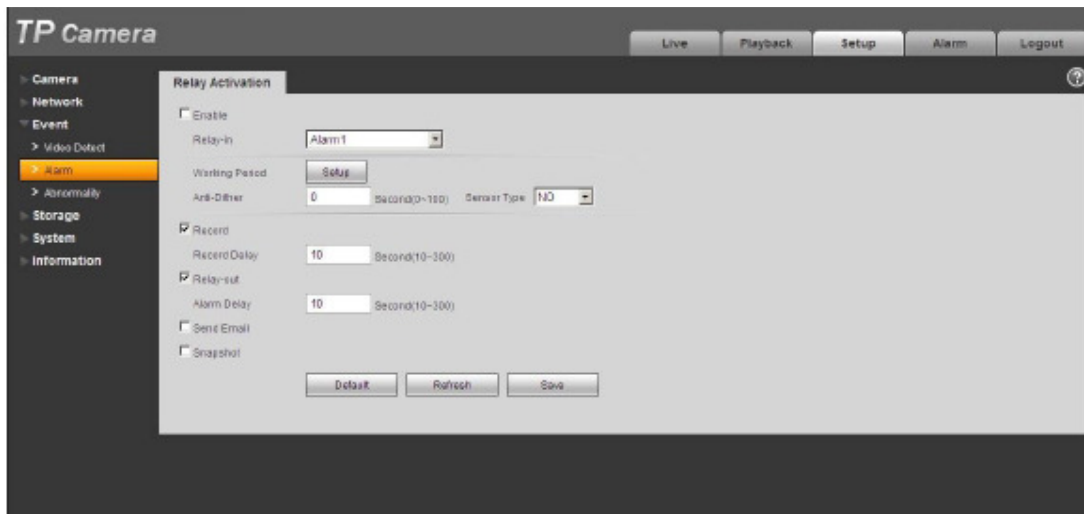 TP Camera
Live Playback Setup Alarm Logout
Camera
Network
Event
> Video Detect
> Alarm
> Abnormality
Storage
System
Information
Relay Activation
?
Enable
Relay-in Alarm1
Working Period Setup
Anti-Dither 0 Second(0~100) Sensor Type NO
Record
Record Delay 10 Second(10~300)
Relay-out
Alarm Delay 10 Second(10~300)
Send Email
Snapshot
Default Refresh Save